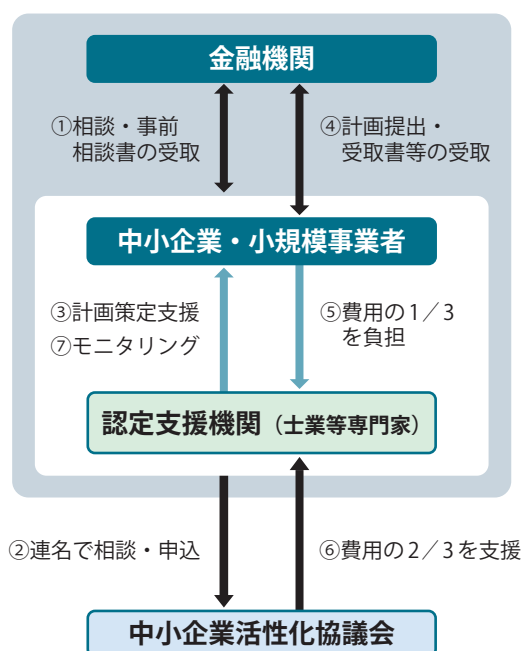 金融機関
①相談・事前
相談書の受取
④計画提出・
受取書等の受取
中小企業・小規模事業者
③計画策定支援
⑦モニタリング
⑤費用の1／3
を負担
認定支援機関（士業等専門家）
②連名で相談・申込
⑥費用の2／3を支援
中小企業活性化協議会